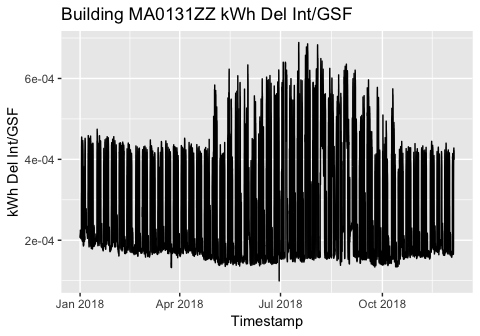 Building MA0131ZZ kWh Del Int/GSF
kWh Del Int/GSF
6e-04
4e-04
2e-04
Jan 2018
Apr 2018
Jul 2018
Oct 2018
Timestamp